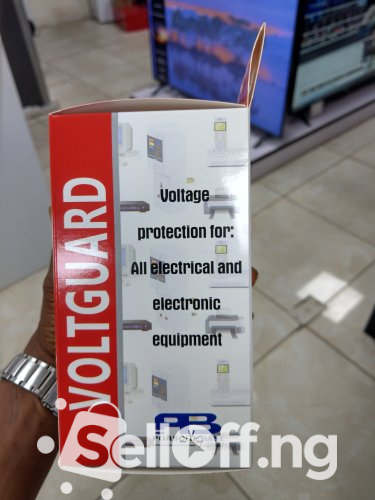 VOLTGUARD
Voltage
protection for:
All electrical and
electronic
equipment
SellOff.ng